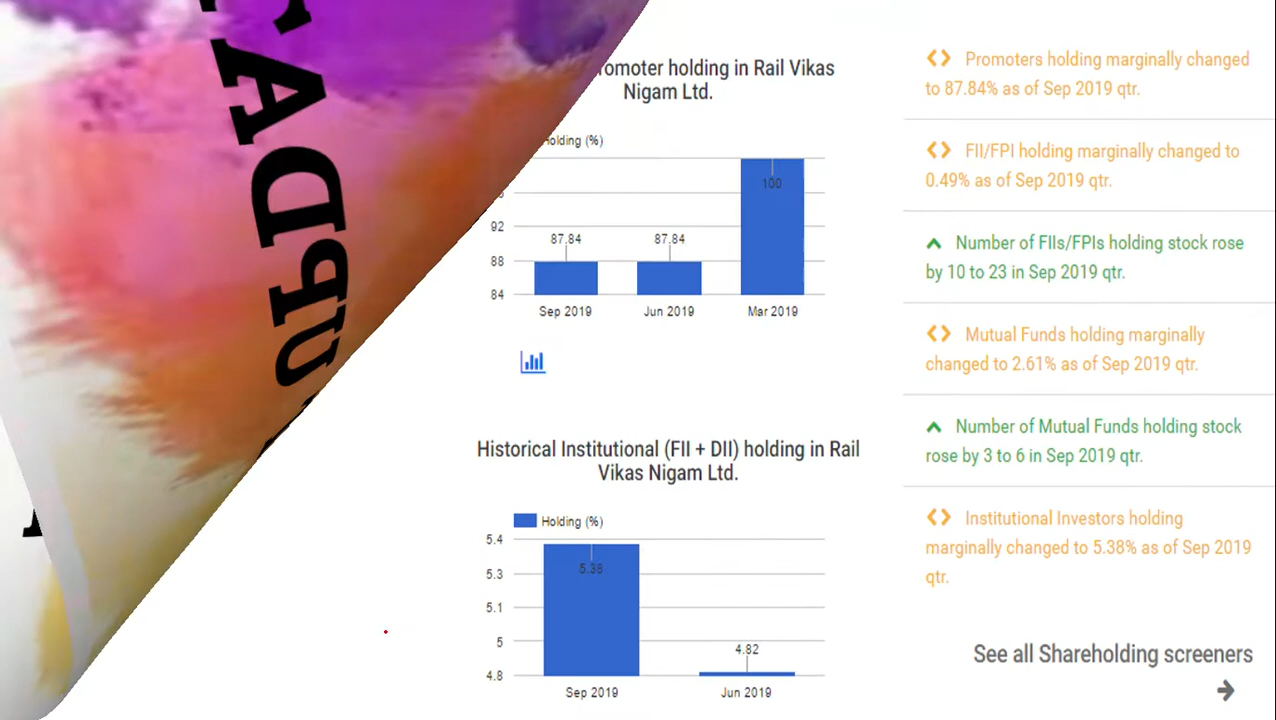 romoter holding in Rail Vikas
Nigam Ltd.
Holding (%)
92
88
84
100
87.84
87.84
Sep 2019
Jun 2019
Mar 2019
Historical Institutional (FII + DII) holding in Rail
Vikas Nigam Ltd.
Holding (%)
5.4
5.3
5.1
5
4.8
5.38
4.82
Sep 2019
Jun 2019
Promoters holding marginally changed
to 87.84% as of Sep 2019 qtr.
FII/FPI holding marginally changed to
0.49% as of Sep 2019 qtr.
Number of FIIs/FPIs holding stock rose
by 10 to 23 in Sep 2019 qtr.
Mutual Funds holding marginally
changed to 2.61% as of Sep 2019 qtr.
Number of Mutual Funds holding stock
rose by 3 to 6 in Sep 2019 qtr.
Institutional Investors holding
marginally changed to 5.38% as of Sep 2019
qtr.
See all Shareholding screeners